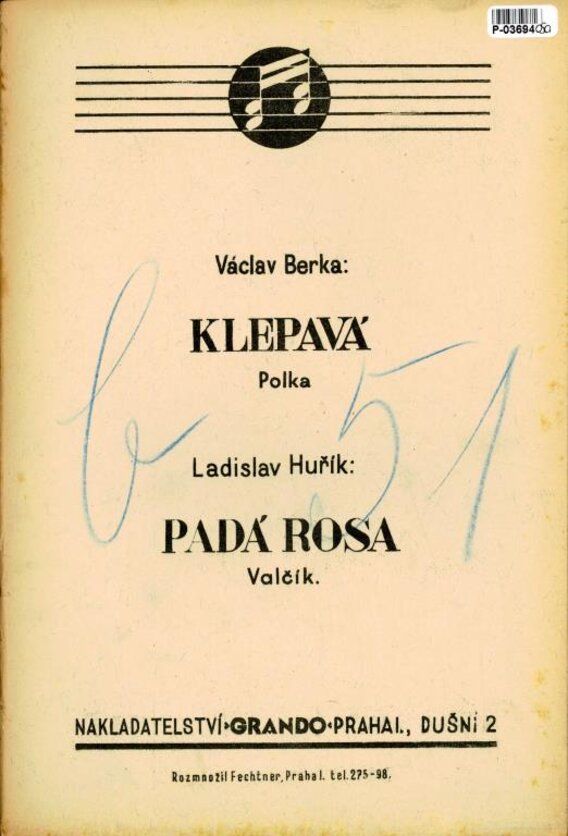 P-03694
Václav Berka:
KLEPAVÁ
Polka
b 51
Ladislav Huřík:
PADÁ ROSA
Valčík.
NAKLADATELSTVÍ•GRANDO•PRAHA I., DUŠNÍ 2
Rozmnožil Fechtner, Praha I. tel. 275-98.